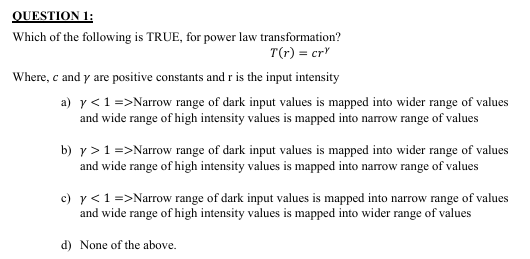 QUESTION 1:
Which of the following is TRUE, for power law transformation?
T(r) = cr^γ
Where, c and γ are positive constants and r is the input intensity
a) γ < 1 =>Narrow range of dark input values is mapped into wider range of values
and wide range of high intensity values is mapped into narrow range of values
b) γ > 1 =>Narrow range of dark input values is mapped into wider range of values
and wide range of high intensity values is mapped into narrow range of values
c) γ < 1 =>Narrow range of dark input values is mapped into narrow range of values
and wide range of high intensity values is mapped into wider range of values
d) None of the above.